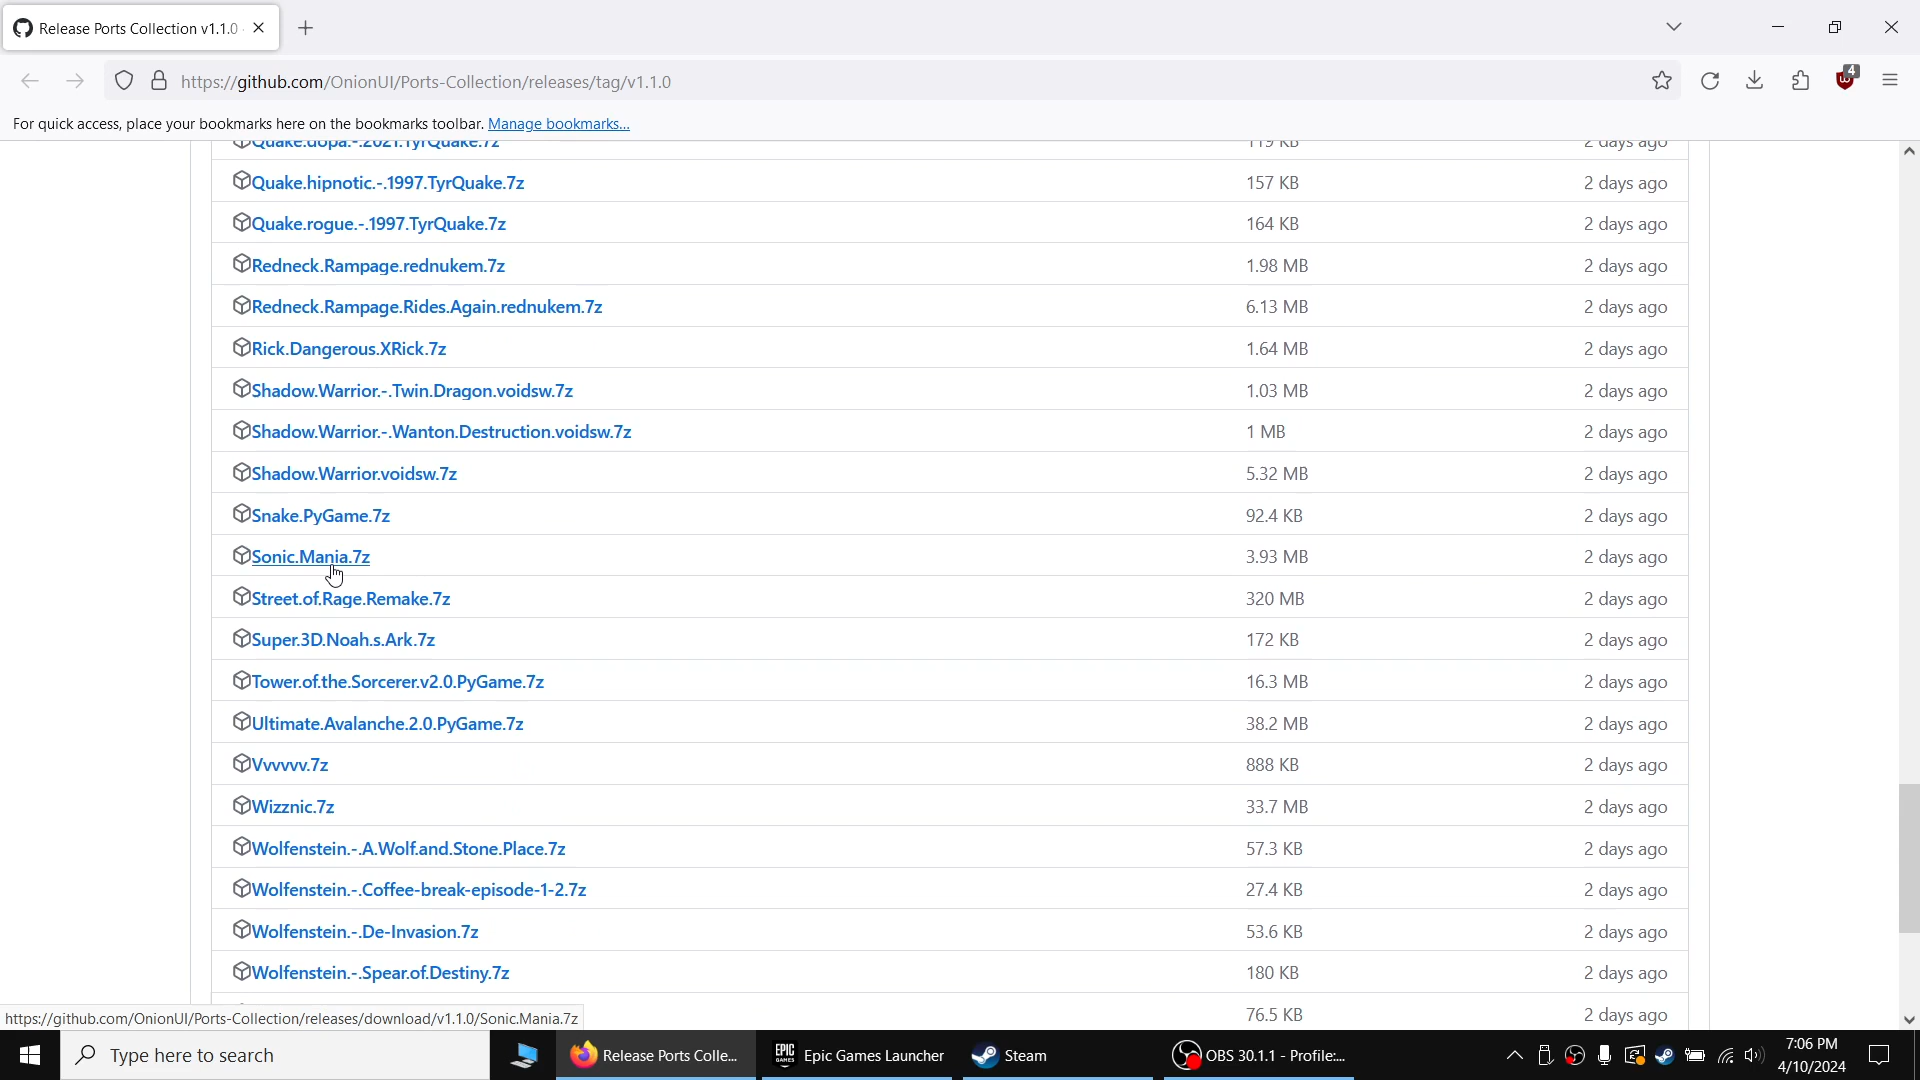 Release Ports Collection v1.1.0
https://github.com/OnionUI/Ports-Collection/releases/tag/v1.1.0
4
For quick access, place your bookmarks here on the bookmarks toolbar. Manage bookmarks...
Quake.dopa.-.2021.TyrQuake.7z 119 KB 2 days ago
Quake.hipnotic.-.1997.TyrQuake.7z 157 KB 2 days ago
Quake.rogue.-.1997.TyrQuake.7z 164 KB 2 days ago
Redneck.Rampage.rednukem.7z 1.98 MB 2 days ago
Redneck.Rampage.Rides.Again.rednukem.7z 6.13 MB 2 days ago
Rick.Dangerous.XRick.7z 1.64 MB 2 days ago
Shadow.Warrior.-.Twin.Dragon.voidsw.7z 1.03 MB 2 days ago
Shadow.Warrior.-.Wanton.Destruction.voidsw.7z 1 MB 2 days ago
Shadow.Warrior.voidsw.7z 5.32 MB 2 days ago
Snake.PyGame.7z 92.4 KB 2 days ago
Sonic.Mania.7z 3.93 MB 2 days ago
Street.of.Rage.Remake.7z 320 MB 2 days ago
Super.3D.Noah.s.Ark.7z 172 KB 2 days ago
Tower.of.the.Sorcerer.v2.0.PyGame.7z 16.3 MB 2 days ago
Ultimate.Avalanche.2.0.PyGame.7z 38.2 MB 2 days ago
Vvvvvv.7z 888 KB 2 days ago
Wizznic.7z 33.7 MB 2 days ago
Wolfenstein.-.A.Wolf.and.Stone.Place.7z 57.3 KB 2 days ago
Wolfenstein.-.Coffee-break-episode-1-2.7z 27.4 KB 2 days ago
Wolfenstein.-.De-Invasion.7z 53.6 KB 2 days ago
Wolfenstein.-.Spear.of.Destiny.7z 180 KB 2 days ago
76.5 KB 2 days ago
https://github.com/OnionUI/Ports-Collection/releases/download/v1.1.0/Sonic.Mania.7z
Type here to search
Release Ports Colle...
EPIC GAMES
Epic Games Launcher
Steam
OBS 30.1.1 - Profile:...
7:06 PM
4/10/2024